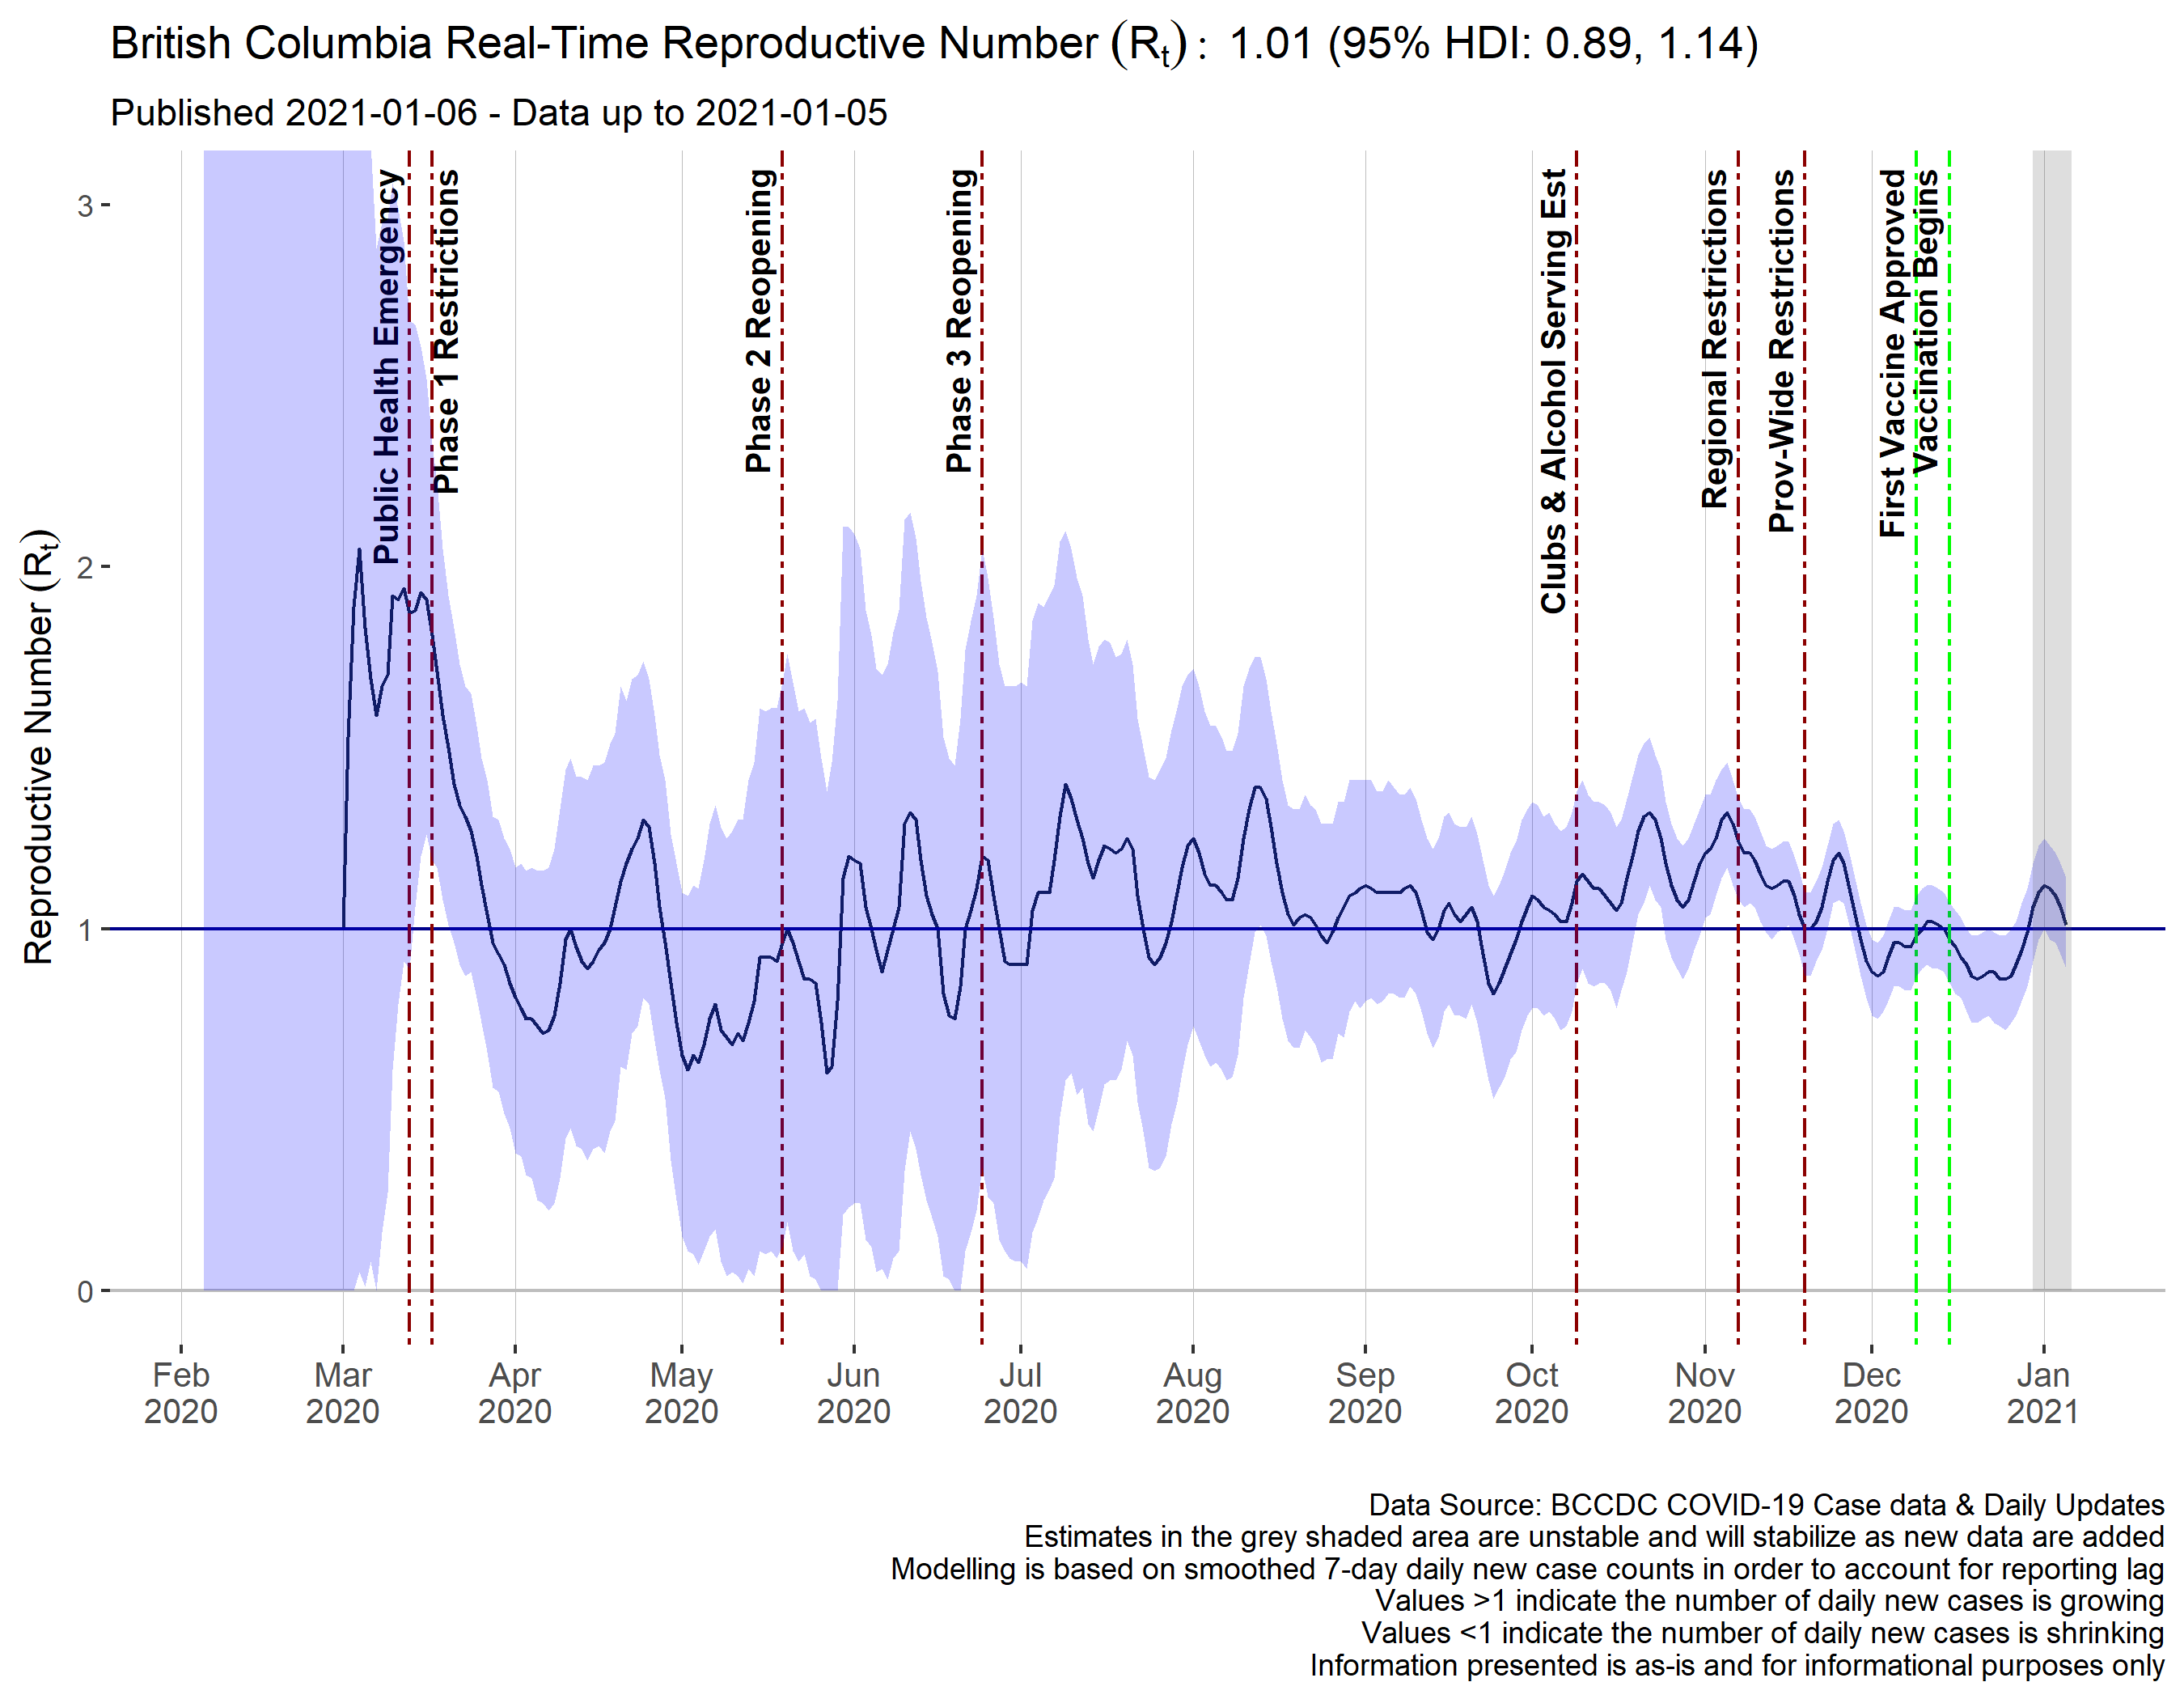 British Columbia Real-Time Reproductive Number (Rt): 1.01 (95% HDI: 0.89, 1.14)
Published 2021-01-06 - Data up to 2021-01-05
Reproductive Number (Rt)
3
2
1
0
Public Health Emergency
Phase 1 Restrictions
Phase 2 Reopening
Phase 3 Reopening
Clubs & Alcohol Serving Est
Regional Restrictions
Prov-Wide Restrictions
First Vaccine Approved
Vaccination Begins
Feb Mar Apr May Jun Jul Aug Sep Oct Nov Dec Jan
2020 2020 2020 2020 2020 2020 2020 2020 2020 2020 2020 2021
Data Source: BCCDC COVID-19 Case data & Daily Updates
Estimates in the grey shaded area are unstable and will stabilize as new data are added
Modelling is based on smoothed 7-day daily new case counts in order to account for reporting lag
Values >1 indicate the number of daily new cases is growing
Values <1 indicate the number of daily new cases is shrinking
Information presented is as-is and for informational purposes only